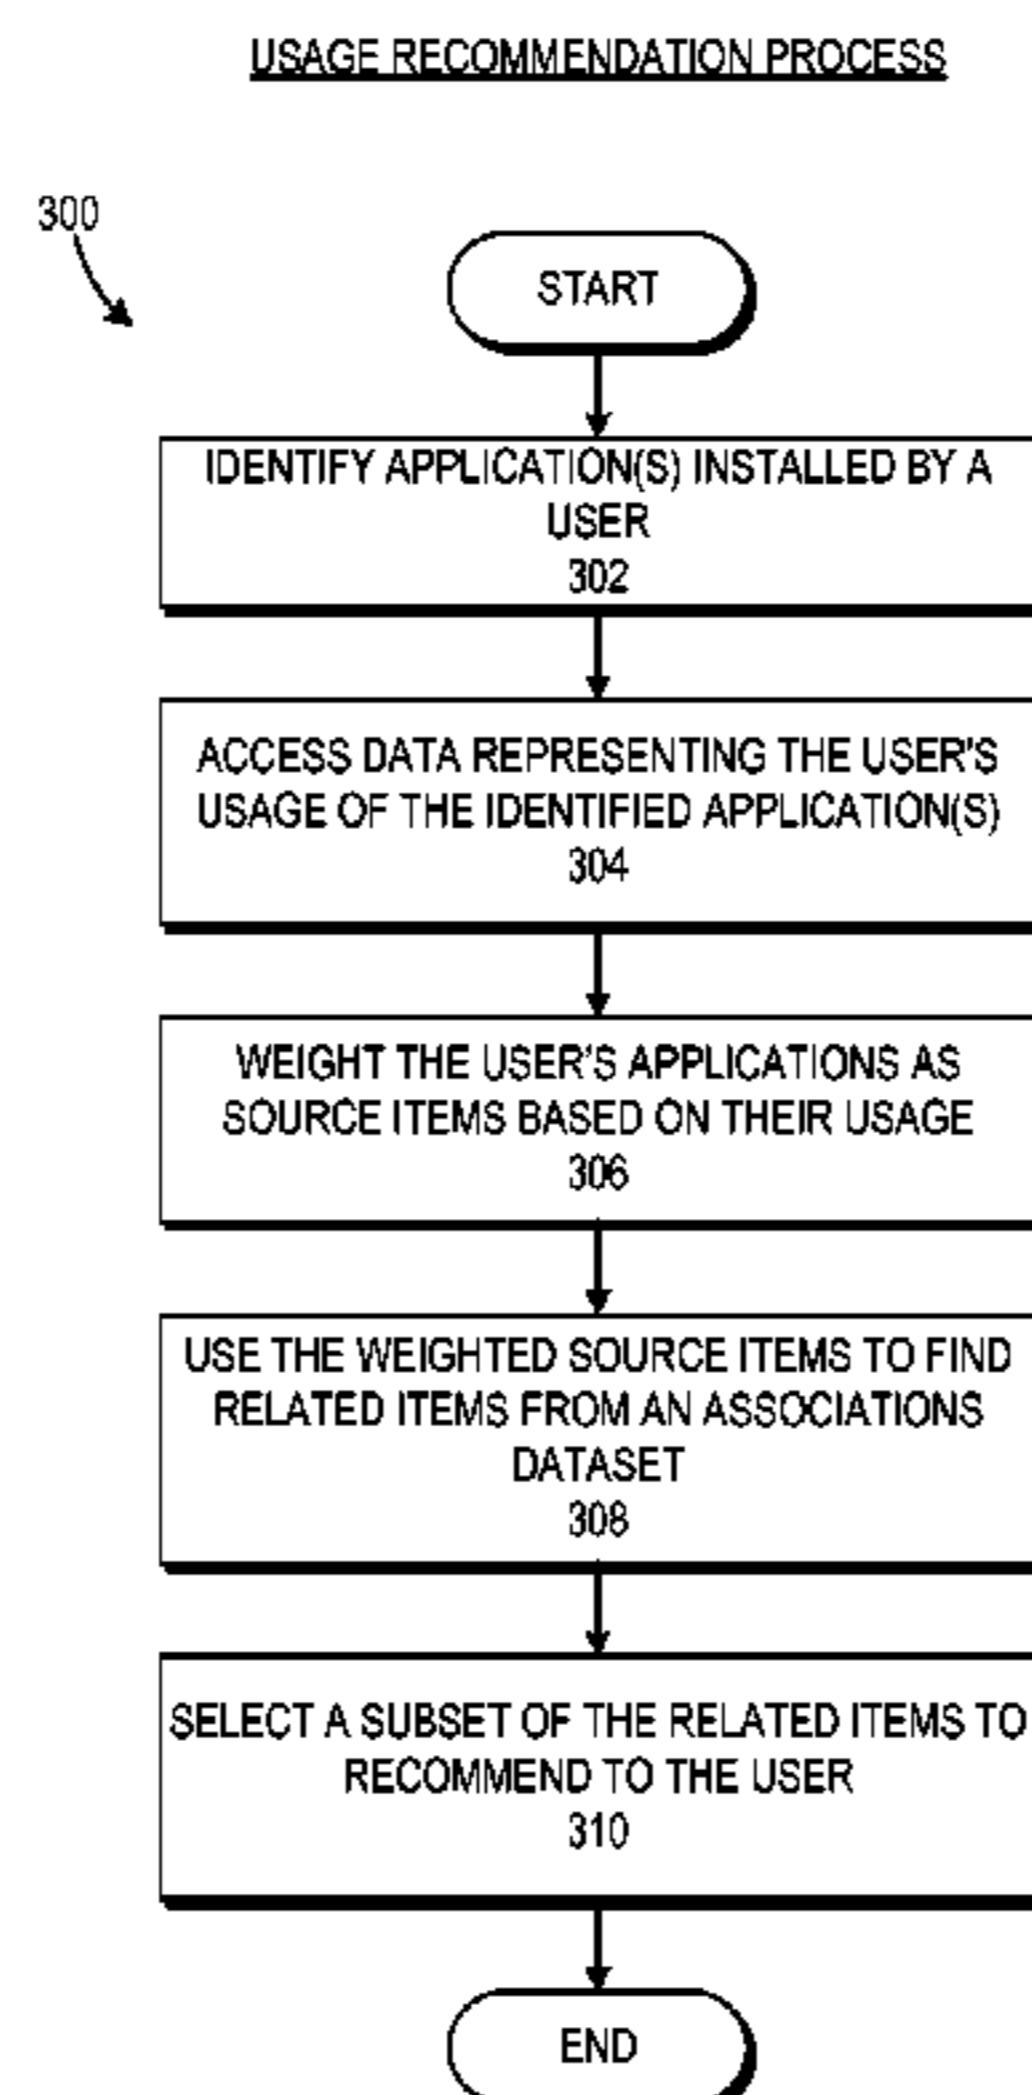 USAGE RECOMMENDATION PROCESS
300
START
IDENTIFY APPLICATION(S) INSTALLED BY A
USER
302
ACCESS DATA REPRESENTING THE USER'S
USAGE OF THE IDENTIFIED APPLICATION(S)
304
WEIGHT THE USER'S APPLICATIONS AS
SOURCE ITEMS BASED ON THEIR USAGE
306
USE THE WEIGHTED SOURCE ITEMS TO FIND
RELATED ITEMS FROM AN ASSOCIATIONS
DATASET
308
SELECT A SUBSET OF THE RELATED ITEMS TO
RECOMMEND TO THE USER
310
END